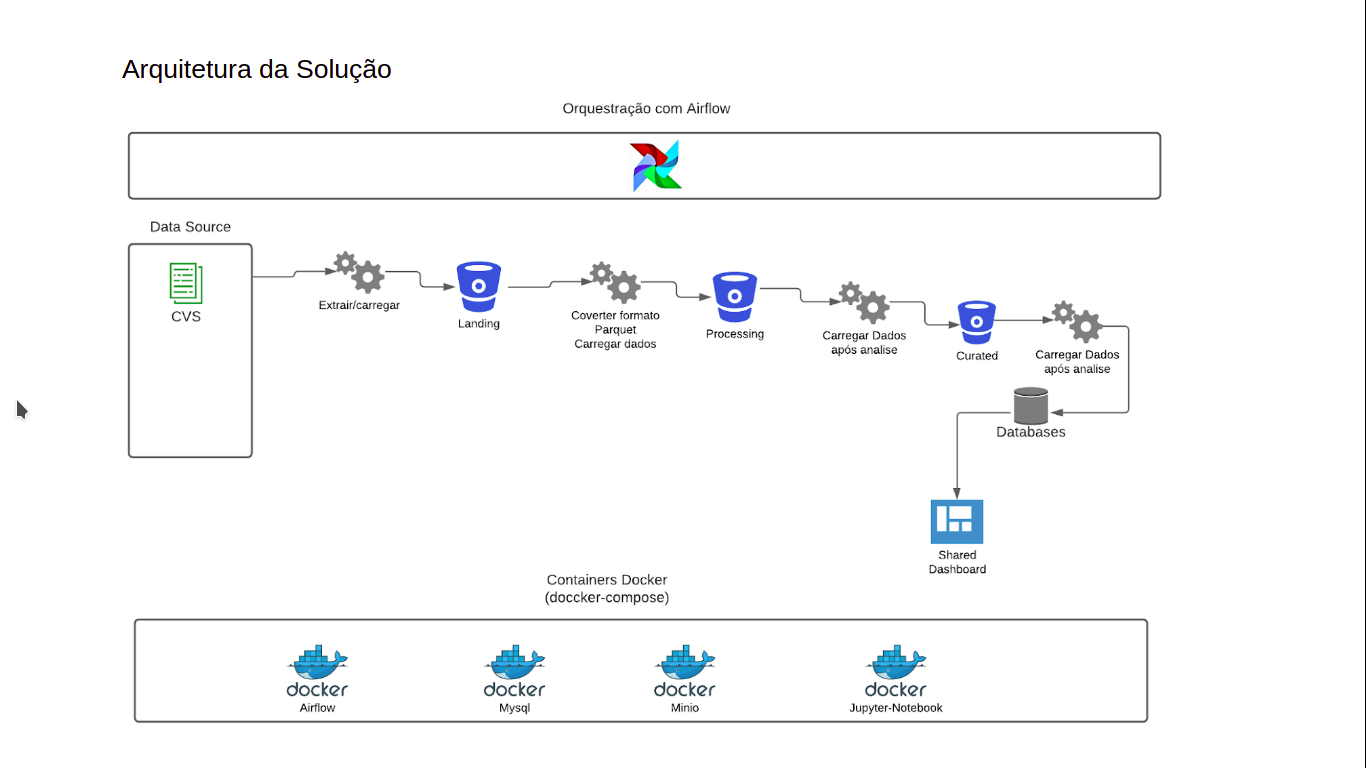 Arquitetura da Solução
Orquestração com Airflow
Data Source
CVS
Extrair/carregar
Landing
Coverter formato
Parquet
Carregar dados
Processing
Carregar Dados
após analise
Curated
Carregar Dados
após analise
Databases
Shared
Dashboard
Containers Docker
(doccker-compose)
docker
Airflow
docker
Mysql
docker
Minio
docker
Jupyter-Notebook